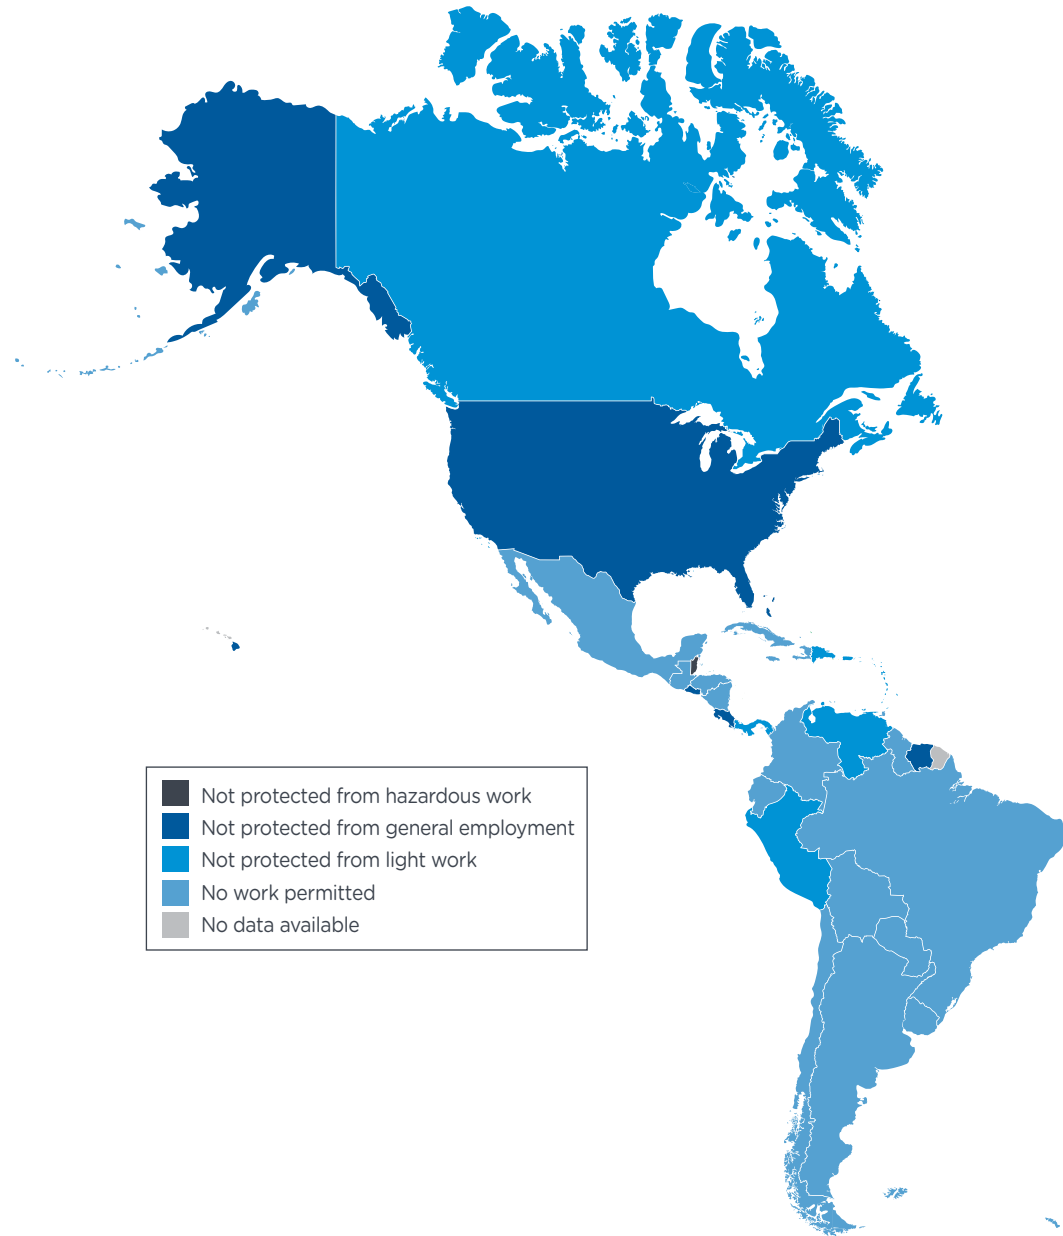 Not protected from hazardous work
Not protected from general employment
Not protected from light work
No work permitted
No data available